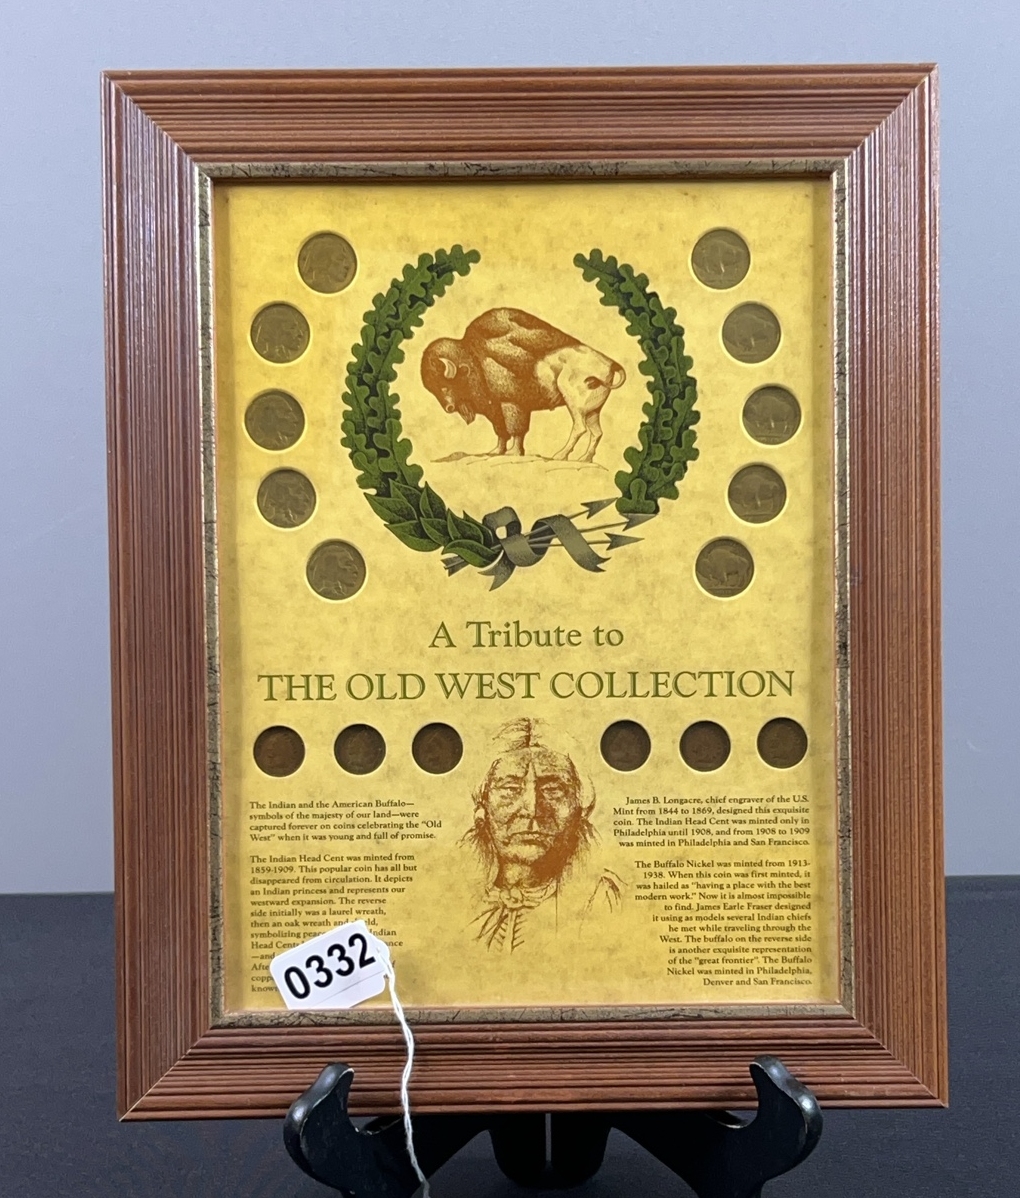 A Tribute to
THE OLD WEST COLLECTION
The Indian and the American Buffalo—
symbols of the majesty of our land—were
captured forever on coins celebrating the "Old
West" when it was young and full of promise.
The Indian Head Cent was minted from
1859-1909. This popular coin has all but
disappeared from circulation. It depicts
an Indian princess and represents our
westward expansion. The reverse
side initially was a laurel wreath,
then an oak wreath and
symbolizing Indian
Head
—and
James B. Longacre, chief engraver of the U.S.
Mint from 1844 to 1869, designed this exquisite
coin. The Indian Head Cent was minted only in
Philadelphia until 1908, and from 1908 to 1909
was minted in Philadelphia and San Francisco.
The Buffalo Nickel was minted from 1913-
1938. When this coin was first minted, it
was hailed as "having a place with the best
modern work." Now it is almost impossible
to find. James Earle Fraser designed
it using as models several Indian chiefs
he met while traveling through the
West. The buffalo on the reverse side
is another exquisite representation
of the "great frontier". The Buffalo
Nickel was minted in Philadelphia,
Denver and San Francisco.
0332